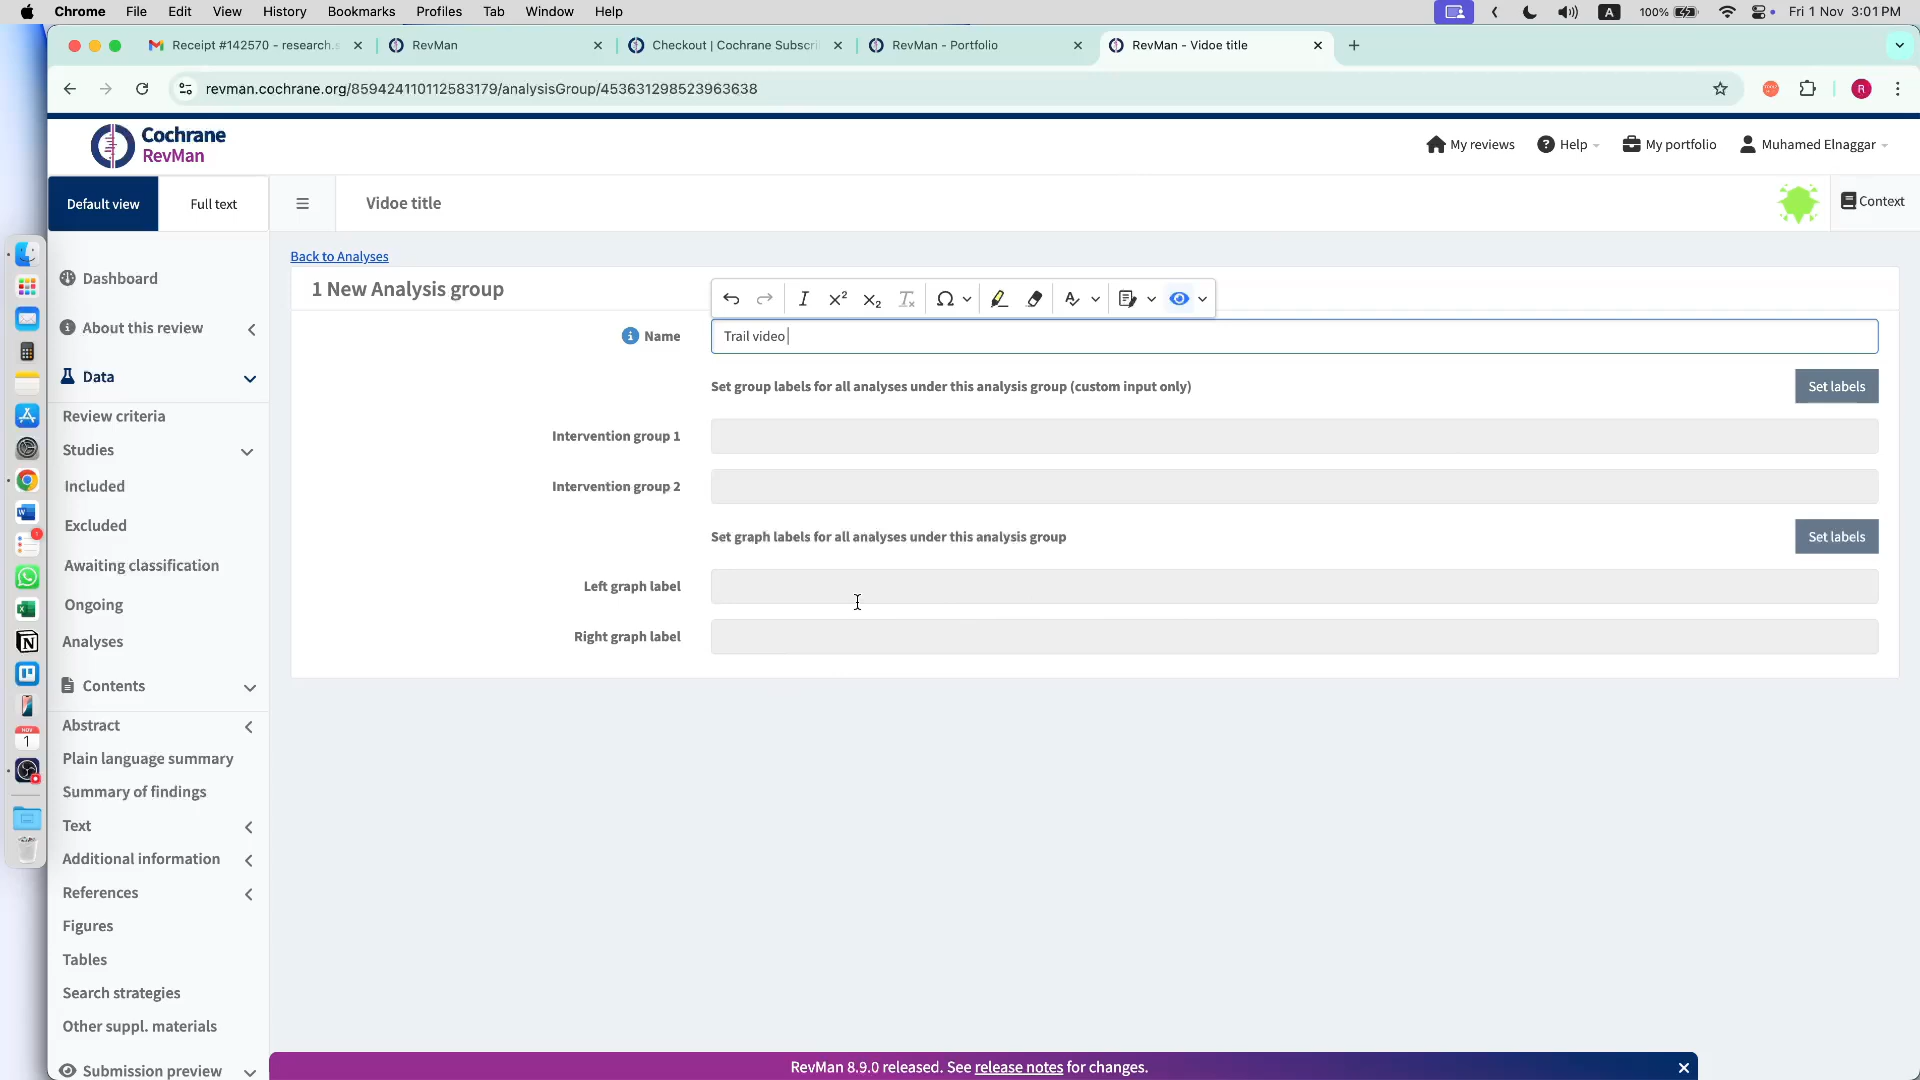 Chrome File Edit View History Bookmarks Profiles Tab Window Help A 100% Fri 1 Nov 3:01 PM
Receipt #142570 - research.s RevMan Checkout | Cochrane Subscri RevMan - Portfolio RevMan - Vidoe title
revman.cochrane.org/859424110112583179/analysisGroup/453631298523963638 R
Cochrane
RevMan
My reviews Help My portfolio Muhamed Elnaggar
Default view Full text Vidoe title Context
Back to Analyses
Dashboard
About this review
Data
Review criteria
Studies
Included
Excluded
Awaiting classification
Ongoing
Analyses
Contents
Abstract
Plain language summary
Summary of findings
Text
Additional information
References
Figures
Tables
Search strategies
Other suppl. materials
Submission preview
1 New Analysis group
Name Trail video
Set group labels for all analyses under this analysis group (custom input only) Set labels
Intervention group 1
Intervention group 2
Set graph labels for all analyses under this analysis group Set labels
Left graph label
Right graph label
RevMan 8.9.0 released. See release notes for changes.